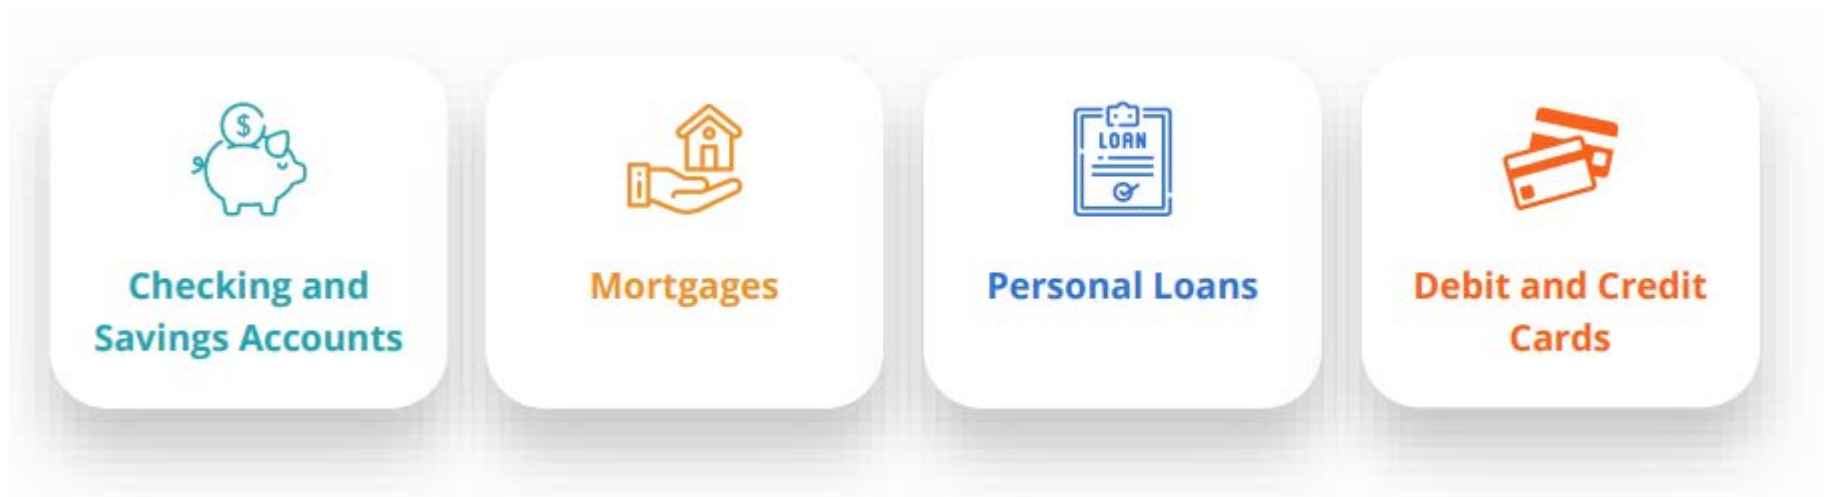 $
Checking and
Savings Accounts
Mortgages
LOAN
Personal Loans
Debit and Credit
Cards